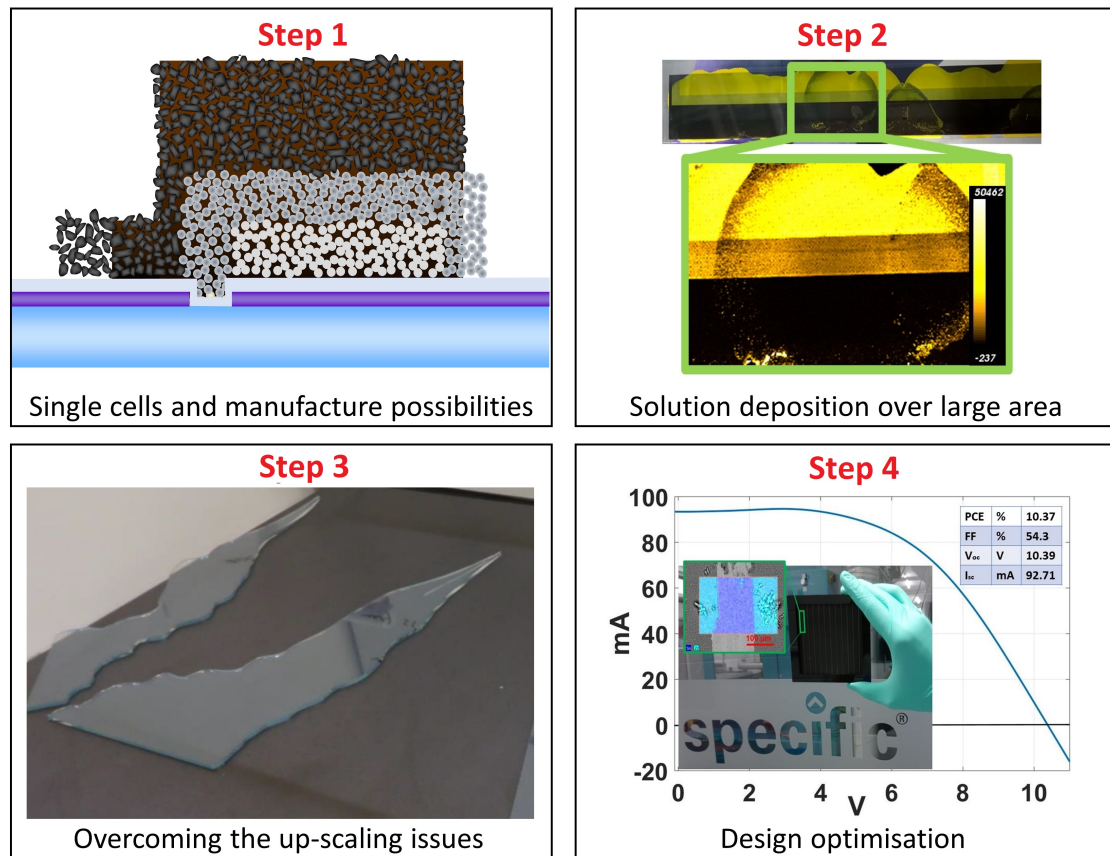 Step 1
Single cells and manufacture possibilities
Step 2
50462
-237
Solution deposition over large area
Step 3
Overcoming the up-scaling issues
Step 4
100
80
60
40
20
0
-20
mA
PCE % 10.37
FF % 54.3
Voc V 10.39
Isc mA 92.71
100 µm
specific®
0 2 4 6 8 10
V
Design optimisation